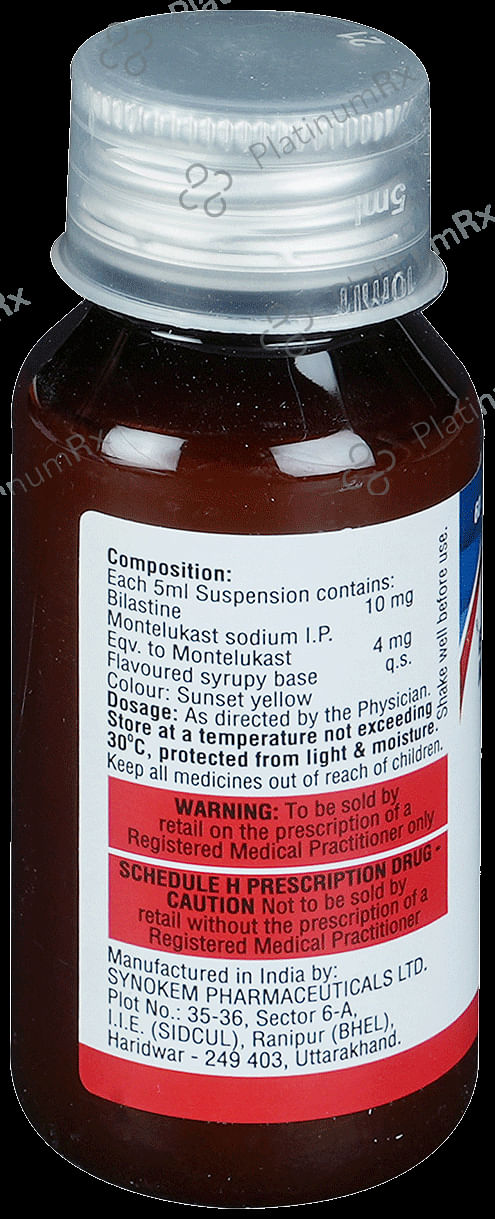 PlatinumRx
5ml
10ml
PlatinumRx
PlatinumRx
Composition:
Each 5ml Suspension contains:
Bilastine 10 mg
Montelukast sodium I.P.
Eqv. to Montelukast 4 mg
Flavoured syrupy base q.s.
Colour: Sunset yellow
Dosage: As directed by the Physician.
Store at a temperature not exceeding
30°C, protected from light & moisture.
Keep all medicines out of reach of children.
Shake well before use.
WARNING: To be sold by
retail on the prescription of a
Registered Medical Practitioner only
SCHEDULE H PRESCRIPTION DRUG -
CAUTION Not to be sold by
retail without the prescription of a
Registered Medical Practitioner
Manufactured in India by:
SYNOKEM PHARMACEUTICALS LTD.
Plot No.: 35-36, Sector 6-A,
I.I.E. (SIDCUL), Ranipur (BHEL),
Haridwar - 249 403, Uttarakhand.